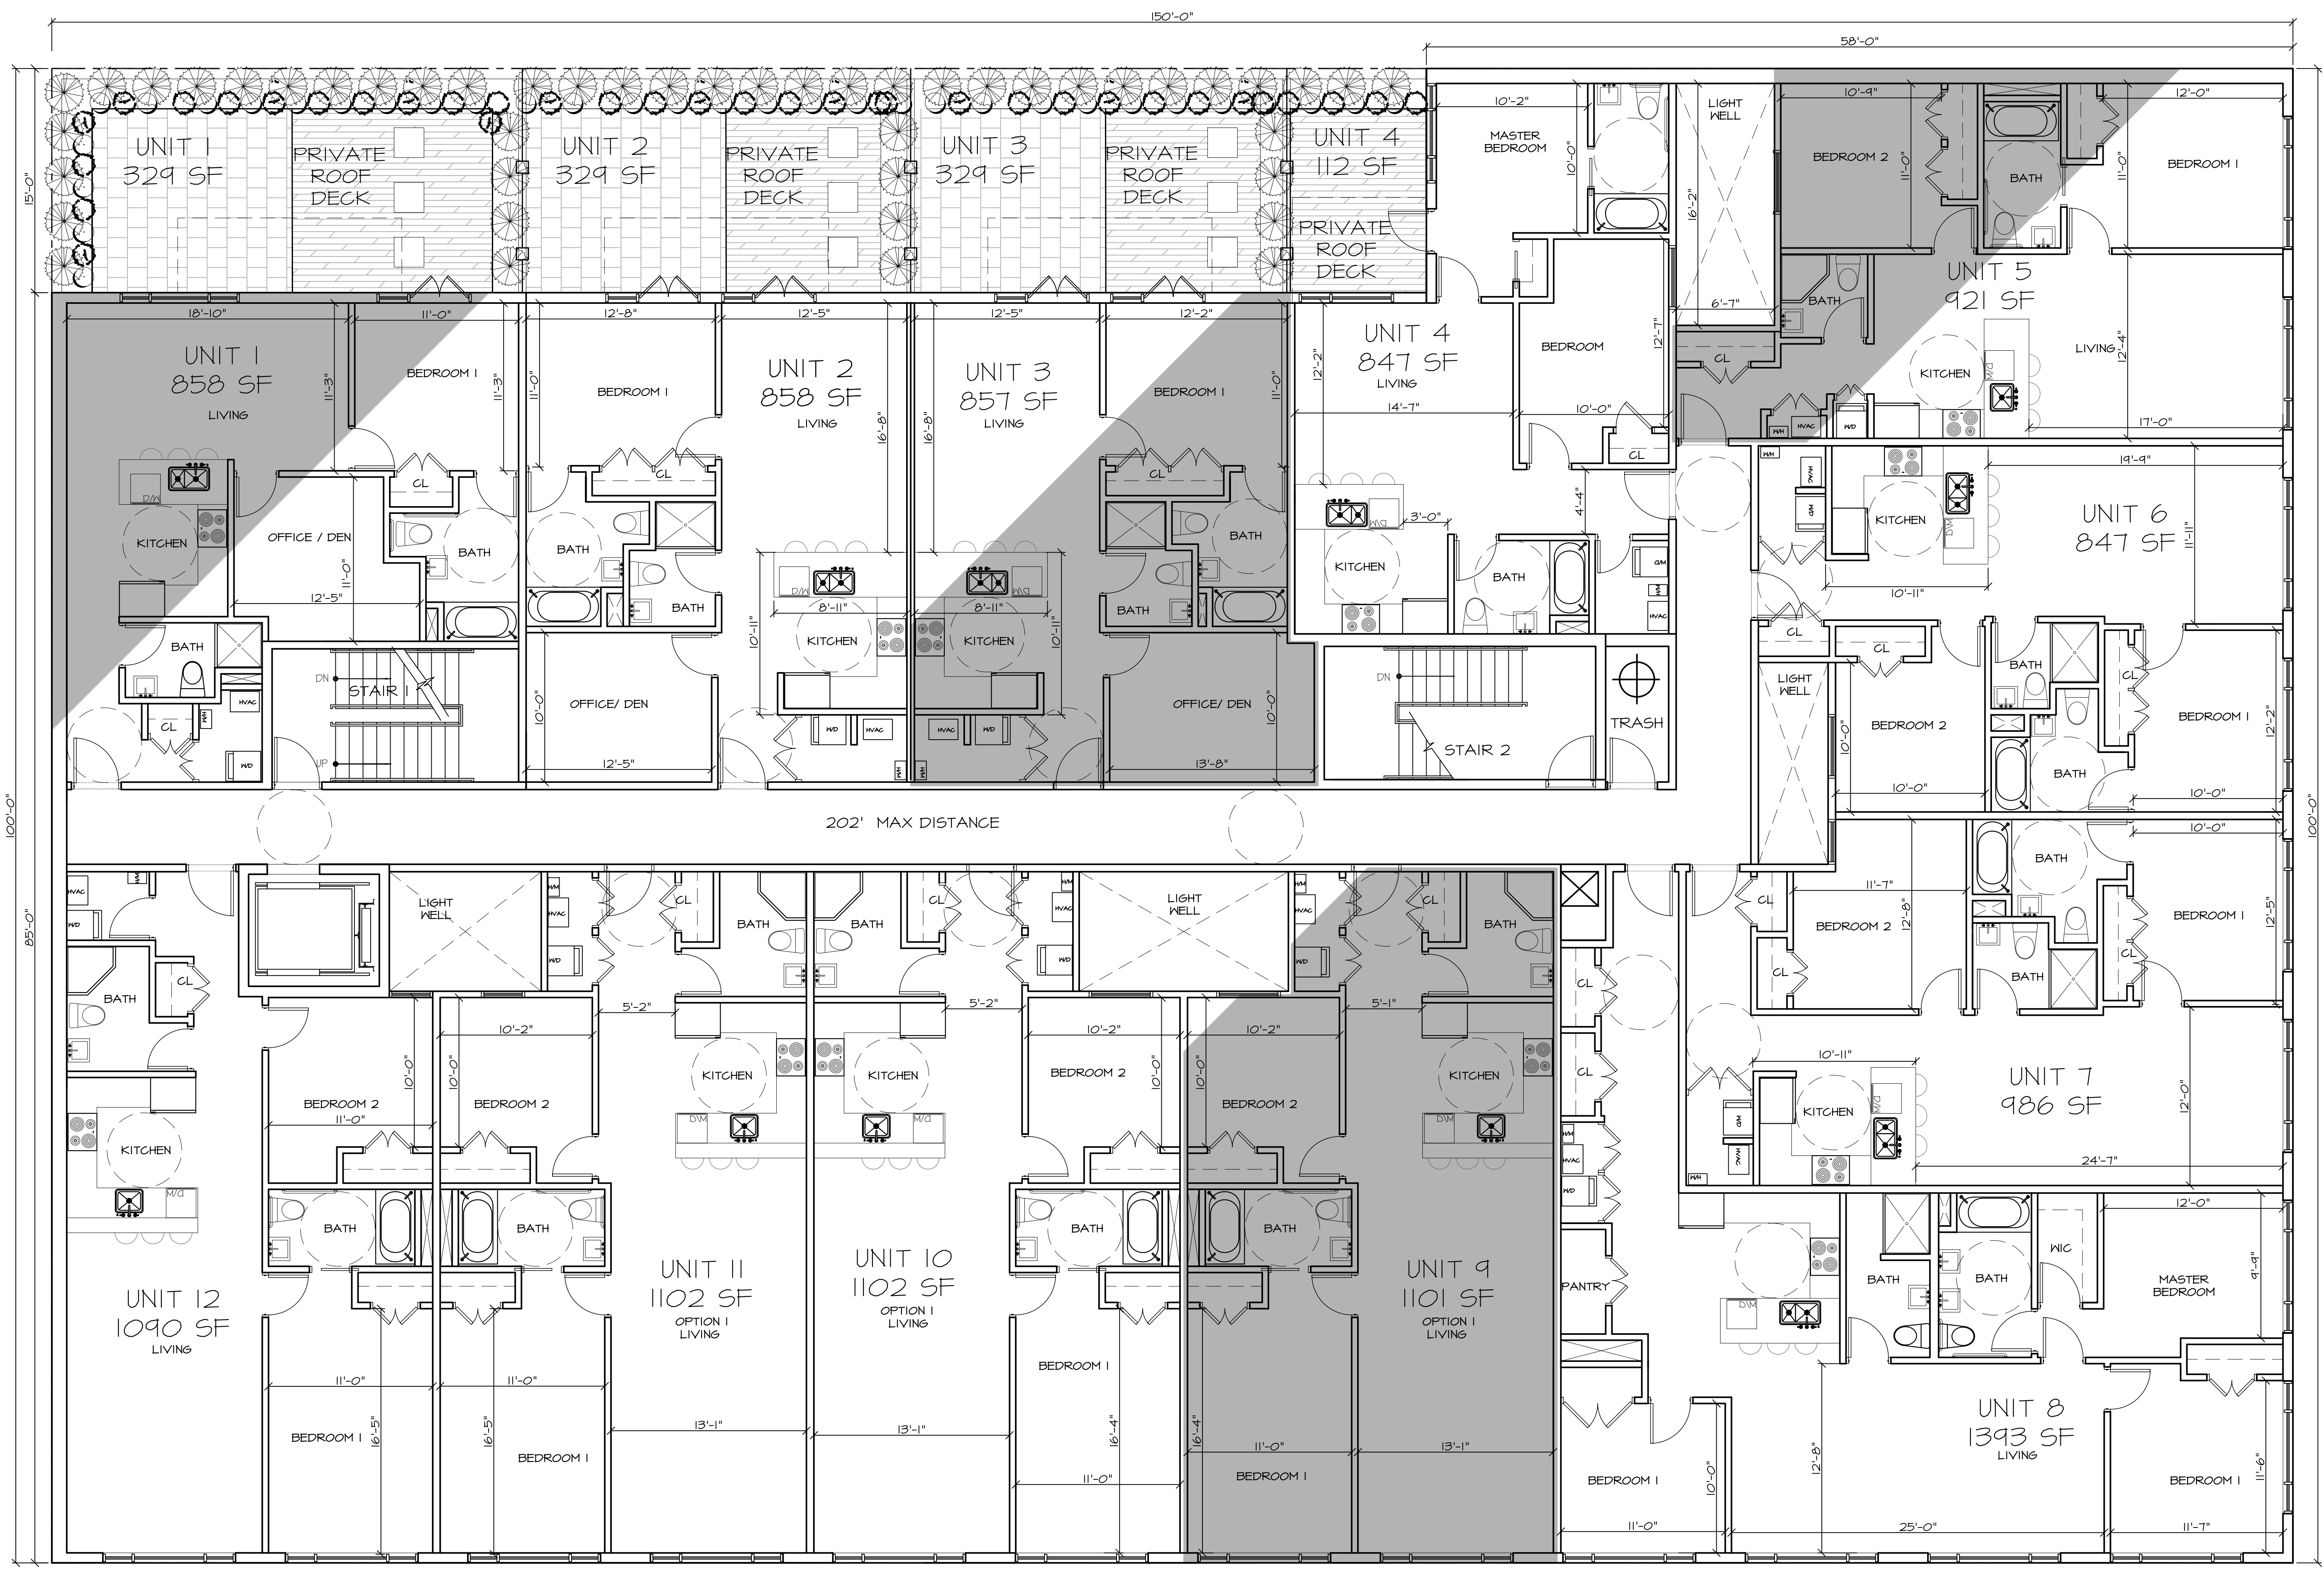 150'-0"
58'-0"
15'-0"
100'-0"
85'-0"
100'-0"
UNIT 1
329 SF
PRIVATE
ROOF
DECK
UNIT 2
329 SF
PRIVATE
ROOF
DECK
UNIT 3
329 SF
PRIVATE
ROOF
DECK
UNIT 4
112 SF
PRIVATE
ROOF
DECK
10'-2"
MASTER
BEDROOM
10'-0"
16'-2"
LIGHT
WELL
6'-7"
10'-9"
BEDROOM 2
11'-0"
BATH
12'-0"
11'-0"
BEDROOM 1
UNIT 5
921 SF
BATH
CL
KITCHEN
D/W
LIVING
12'-4"
17'-0"
W/H
HVAC
W/D
18'-10"
UNIT 1
858 SF
LIVING
11'-3"
11'-0"
BEDROOM 1
11'-3"
CL
D/W
KITCHEN
OFFICE / DEN
11'-0"
12'-5"
BATH
BATH
CL
W/H
HVAC
W/D
STAIR 1
DN
UP
12'-8"
11'-0"
BEDROOM 1
CL
BATH
BATH
12'-5"
UNIT 2
858 SF
LIVING
16'-8"
D/W
8'-11"
10'-11"
KITCHEN
OFFICE/ DEN
10'-0"
12'-5"
W/D
HVAC
W/H
12'-5"
UNIT 3
857 SF
LIVING
16'-8"
D/W
8'-11"
10'-11"
KITCHEN
HVAC
W/D
W/H
12'-2"
BEDROOM 1
11'-0"
CL
BATH
BATH
OFFICE/ DEN
10'-0"
13'-8"
UNIT 4
847 SF
LIVING
12'-2"
14'-7"
BEDROOM
12'-7"
10'-0"
CL
4'-4"
D/W
3'-0"
KITCHEN
BATH
W/D
W/H
HVAC
DN
STAIR 2
TRASH
W/H
HVAC
W/D
KITCHEN
D/W
19'-9"
UNIT 6
847 SF
11'-11"
10'-11"
CL
CL
LIGHT
WELL
BEDROOM 2
10'-0"
10'-0"
BATH
CL
BATH
BEDROOM 1
12'-2"
10'-0"
202' MAX DISTANCE
HVAC
W/H
W/D
BATH
CL
KITCHEN
D/W
UNIT 12
1090 SF
LIVING
LIGHT
WELL
10'-0"
BEDROOM 2
11'-0"
BATH
11'-0"
BEDROOM 1
16'-5"
W/H
HVAC
W/D
CL
BATH
5'-2"
10'-2"
10'-0"
BEDROOM 2
KITCHEN
D/W
BATH
UNIT 11
1102 SF
OPTION 1
LIVING
11'-0"
16'-5"
BEDROOM 1
13'-1"
BATH
CL
W/H
HVAC
W/D
5'-2"
KITCHEN
D/W
UNIT 10
1102 SF
OPTION 1
LIVING
13'-1"
10'-2"
BEDROOM 2
10'-0"
BATH
BEDROOM 1
16'-4"
11'-0"
LIGHT
WELL
W/H
HVAC
W/D
CL
BATH
5'-1"
10'-2"
10'-0"
BEDROOM 2
KITCHEN
D/W
BATH
UNIT 9
1101 SF
OPTION 1
LIVING
16'-4"
11'-0"
BEDROOM 1
13'-1"
CL
CL
W/H
HVAC
W/D
PANTRY
BEDROOM 1
10'-0"
11'-0"
CL
CL
11'-7"
12'-8"
BEDROOM 2
BATH
BATH
CL
10'-0"
BEDROOM 1
12'-5"
10'-11"
KITCHEN
D/W
W/D
HVAC
W/H
UNIT 7
986 SF
12'-0"
24'-7"
D/W
BATH
BATH
WIC
12'-0"
MASTER
BEDROOM
9'-9"
UNIT 8
1393 SF
LIVING
12'-8"
25'-0"
BEDROOM 1
11'-6"
11'-7"